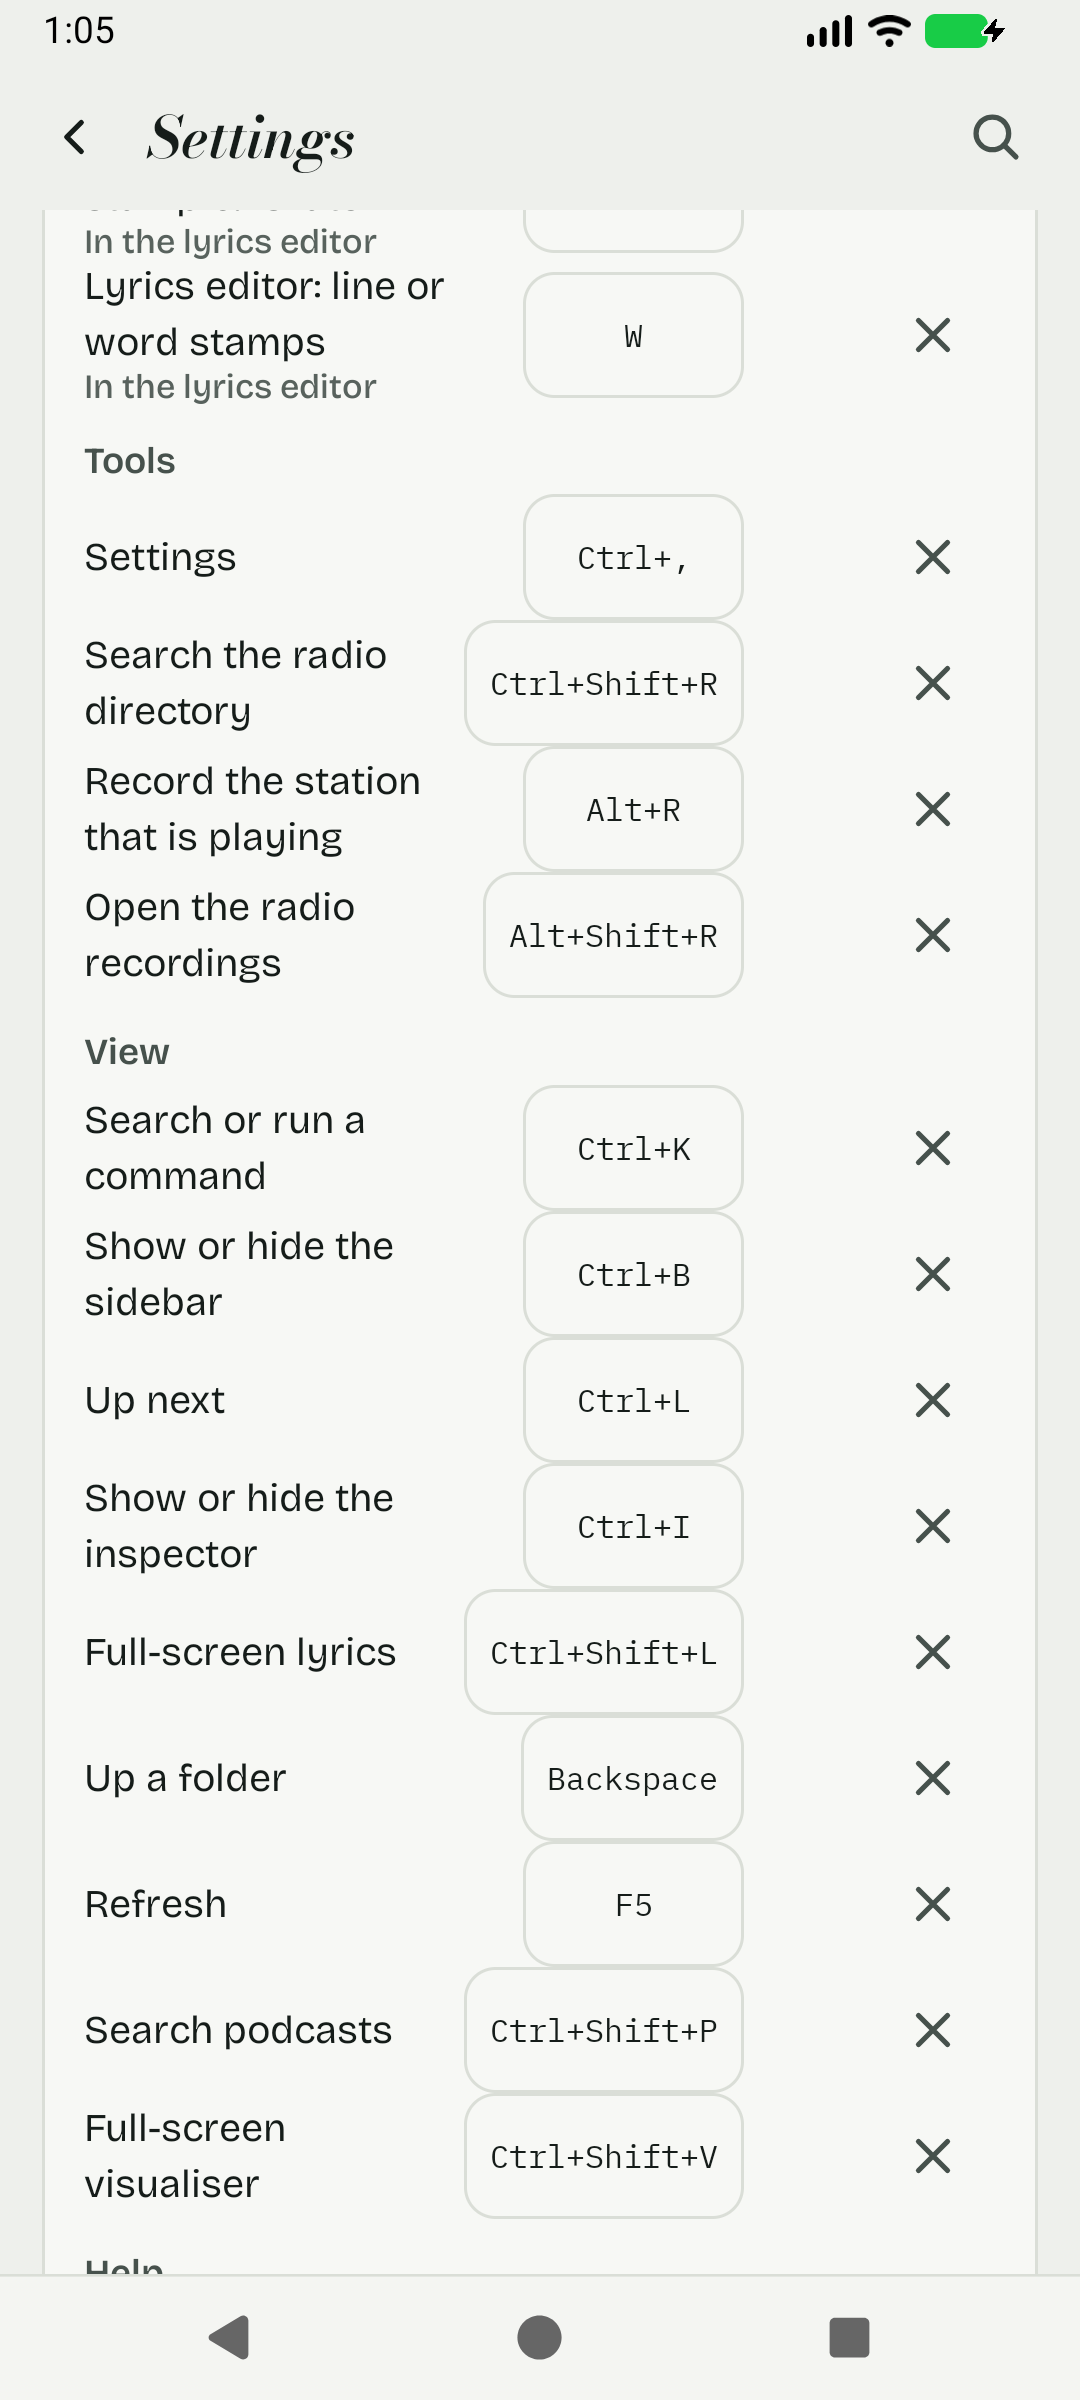 1:05
Settings
In the lyrics editor
Lyrics editor: line or
word stamps
W
In the lyrics editor
Tools
Settings
Ctrl+,
Search the radio
directory
Ctrl+Shift+R
Record the station
that is playing
Alt+R
Open the radio
recordings
Alt+Shift+R
View
Search or run a
command
Ctrl+K
Show or hide the
sidebar
Ctrl+B
Up next
Ctrl+L
Show or hide the
inspector
Ctrl+I
Full-screen lyrics
Ctrl+Shift+L
Up a folder
Backspace
Refresh
F5
Search podcasts
Ctrl+Shift+P
Full-screen
visualiser
Ctrl+Shift+V
Help